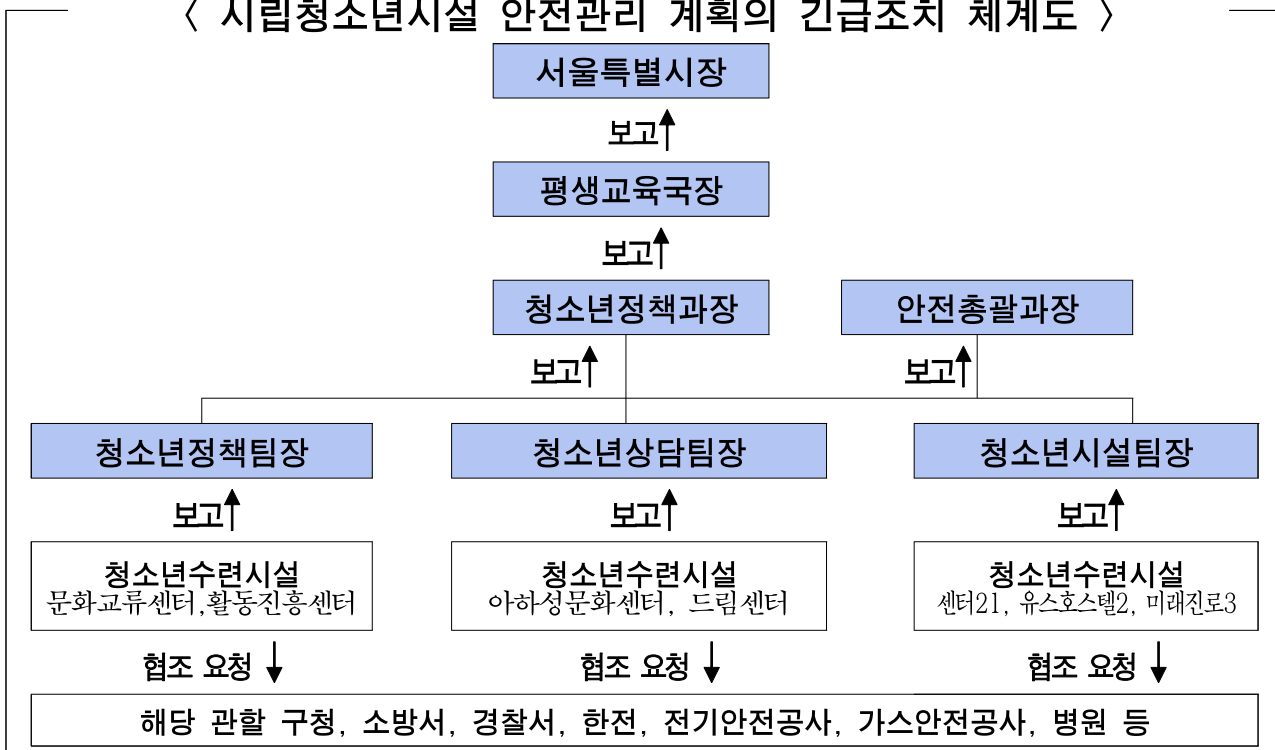 〈 시립청소년시설 안전관리 계획의 긴급조치 체계도 〉
서울특별시장
보고
평생교육국장
보고
청소년정책과장
안전총괄과장
보고
보고
청소년정책팀장
청소년상담팀장
청소년시설팀장
보고
보고
보고
청소년수련시설
문화교류센터,활동진흥센터
청소년수련시설
아하성문화센터, 드림센터
청소년수련시설
센터21, 유스호스텔2, 미래진로3
협조 요청
협조 요청
협조 요청
해당 관할 구청, 소방서, 경찰서, 한전, 전기안전공사, 가스안전공사, 병원 등